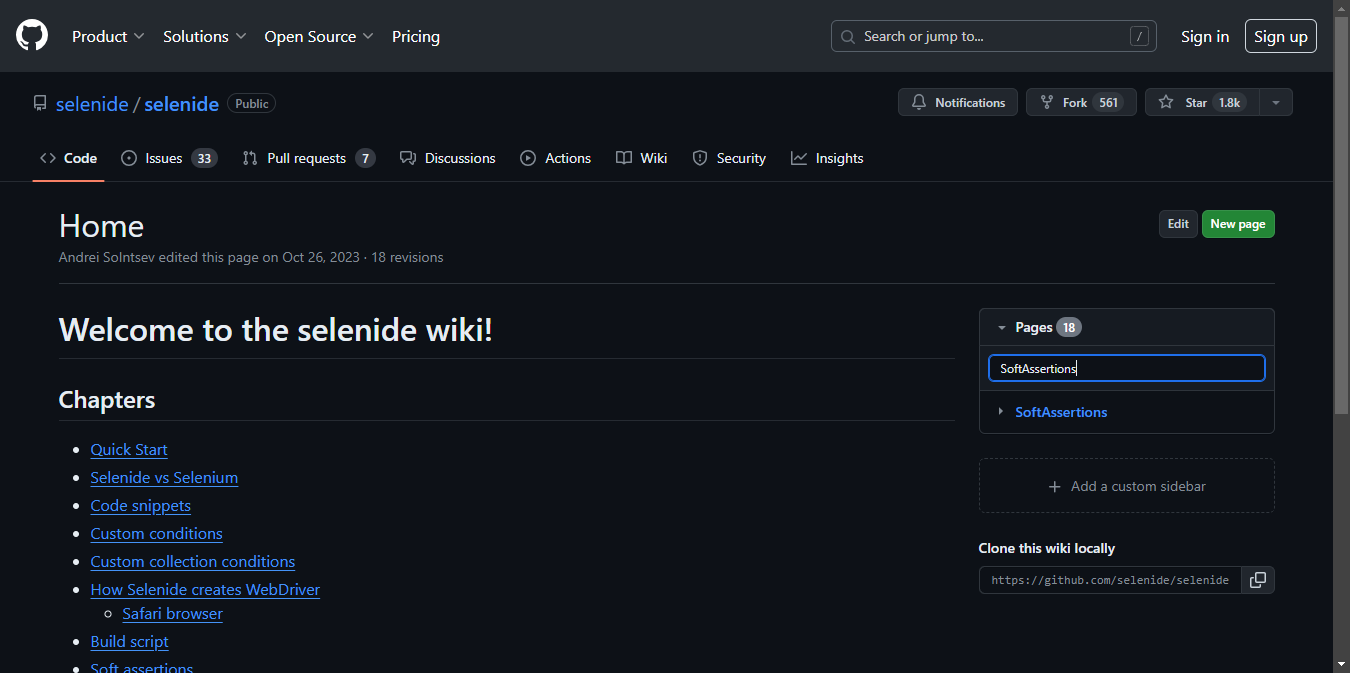 Product Solutions Open Source Pricing Search or jump to... / Sign in Sign up
selenide / selenide Public Notifications Fork 561 Star 1.8k
Code Issues 33 Pull requests 7 Discussions Actions Wiki Security Insights
Home Edit New page
Andrei Solntsev edited this page on Oct 26, 2023 · 18 revisions
Welcome to the selenide wiki!
Chapters
Quick Start
Selenide vs Selenium
Code snippets
Custom conditions
Custom collection conditions
How Selenide creates WebDriver
Safari browser
Build script
Soft assertions
Pages 18
SoftAssertions
SoftAssertions
Add a custom sidebar
Clone this wiki locally
https://github.com/selenide/selenide